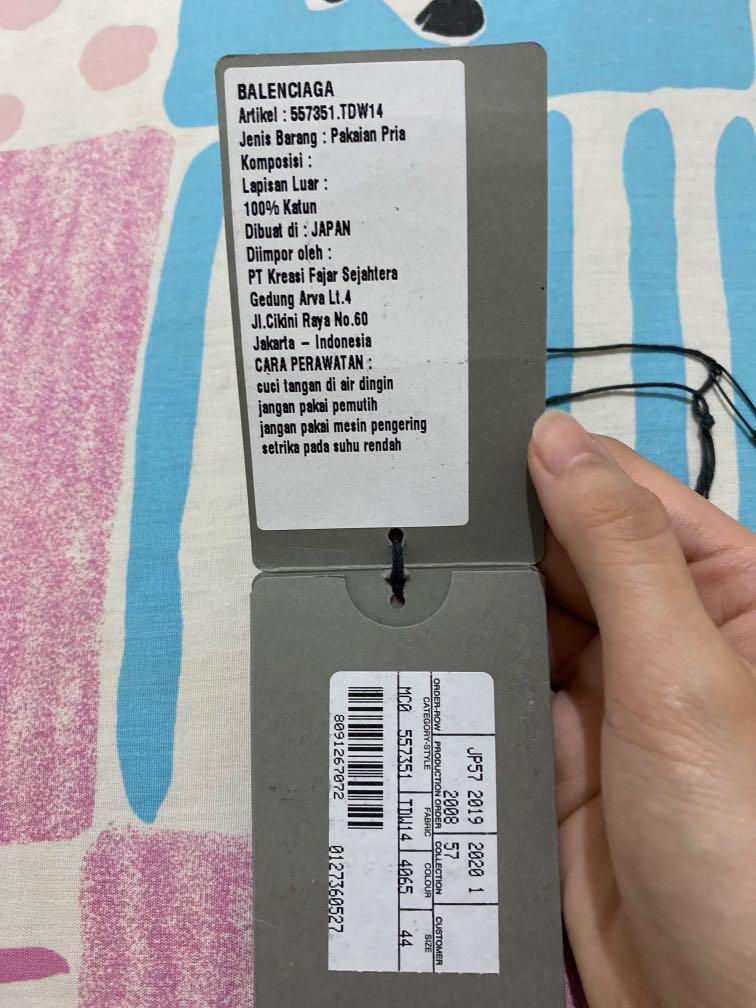 BALENCIAGA
Artikel : 557351.TDW14
Jenis Barang : Pakaian Pria
Komposisi :
Lapisan Luar :
100% Katun
Dibuat di : JAPAN
Diimpor oleh :
PT Kreasi Fajar Sejahtera
Gedung Arva Lt.4
Jl.Cikini Raya No.60
Jakarta – Indonesia
CARA PERAWATAN :
cuci tangan di air dingin
jangan pakai pemutih
jangan pakai mesin pengering
setrika pada suhu rendah
JP57 2019 2020 1
2008 57
ORDER-ROW PRODUCTION ORDER COLLECTION CUSTOMER
CATEGORY-STYLE FABRIC COLOUR SIZE
MC0 557351 TDW14 4065 44
8091267072 0127360527